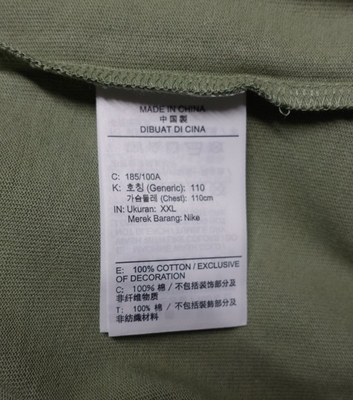 MADE IN CHINA
中国製
DIBUAT DI CINA
C: 185/100A
K: 호칭 (Generic): 110
가슴둘레 (Chest): 110cm
IN: Ukuran: XXL
Merek Barang: Nike
E: 100% COTTON / EXCLUSIVE
OF DECORATION
C: 100% 棉 / 不包括装饰部分及
非纤维物质
T: 100% 棉 / 不包括裝飾部分及
非紡織材料